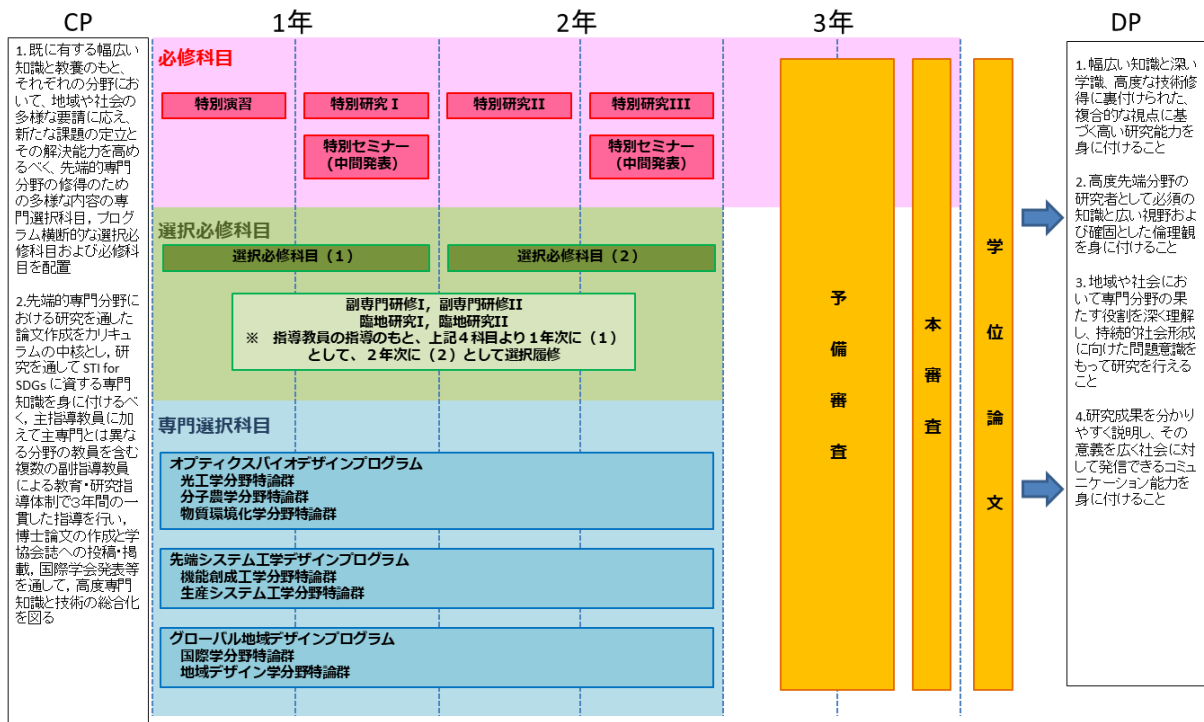 CP
1年
2年
3年
DP
1.既に有する幅広い
知識と教養のもと、
それぞれの分野にお
いて、地域や社会の
多様な要請に応え、
新たな課題の定立と
その解決能力を高め
るべく、先端的専門
分野の修得のため
の多様な内容の専
門選択科目，プログ
ラム横断的な選択必
修科目および必修科
目を配置
2.先端的専門分野に
おける研究を通した
論文作成をカリキュ
ラムの中核とし，研
究を通して STI for
SDGs に資する専門
知識を身に付けるべ
く，主指導教員に加
えて主専門とは異な
る分野の教員を含む
複数の副指導教員
による教育・研究指
導体制で3年間の一
貫した指導を行い，
博士論文の作成と学
協会誌への投稿・掲
載，国際学会発表等
を通して，高度専門
知識と技術の総合化
を図る
必修科目
特別演習
特別研究 I
特別研究II
特別研究III
特別セミナー
(中間発表)
特別セミナー
(中間発表)
選択必修科目
選択必修科目（1）
選択必修科目（2）
副専門研修I，副専門研修II
臨地研究I，臨地研究II
※ 指導教員の指導のもと、上記４科目より１年次に（1）
として、２年次に（2）として選択履修
専門選択科目
オプティクスバイオデザインプログラム
光工学分野特論群
分子農学分野特論群
物質環境化学分野特論群
先端システム工学デザインプログラム
機能創成工学分野特論群
生産システム工学分野特論群
グローバル地域デザインプログラム
国際学分野特論群
地域デザイン学分野特論群
予備審査
本審査
学位論文
1.幅広い知識と深い
学識、高度な技術修
得に裏付けられた、
複合的な視点に基
づく高い研究能力を
身に付けること
2.高度先端分野の
研究者として必須の
知識と広い視野およ
び確固とした倫理観
を身に付けること
3.地域や社会にお
いて専門分野の果
たす役割を深く理解
し、持続的社会形成
に向けた問題意識を
もって研究を行える
こと
4.研究成果を分かり
やすく説明し、その
意義を広く社会に対
して発信できるコミュ
ニケーション能力を
身に付けること